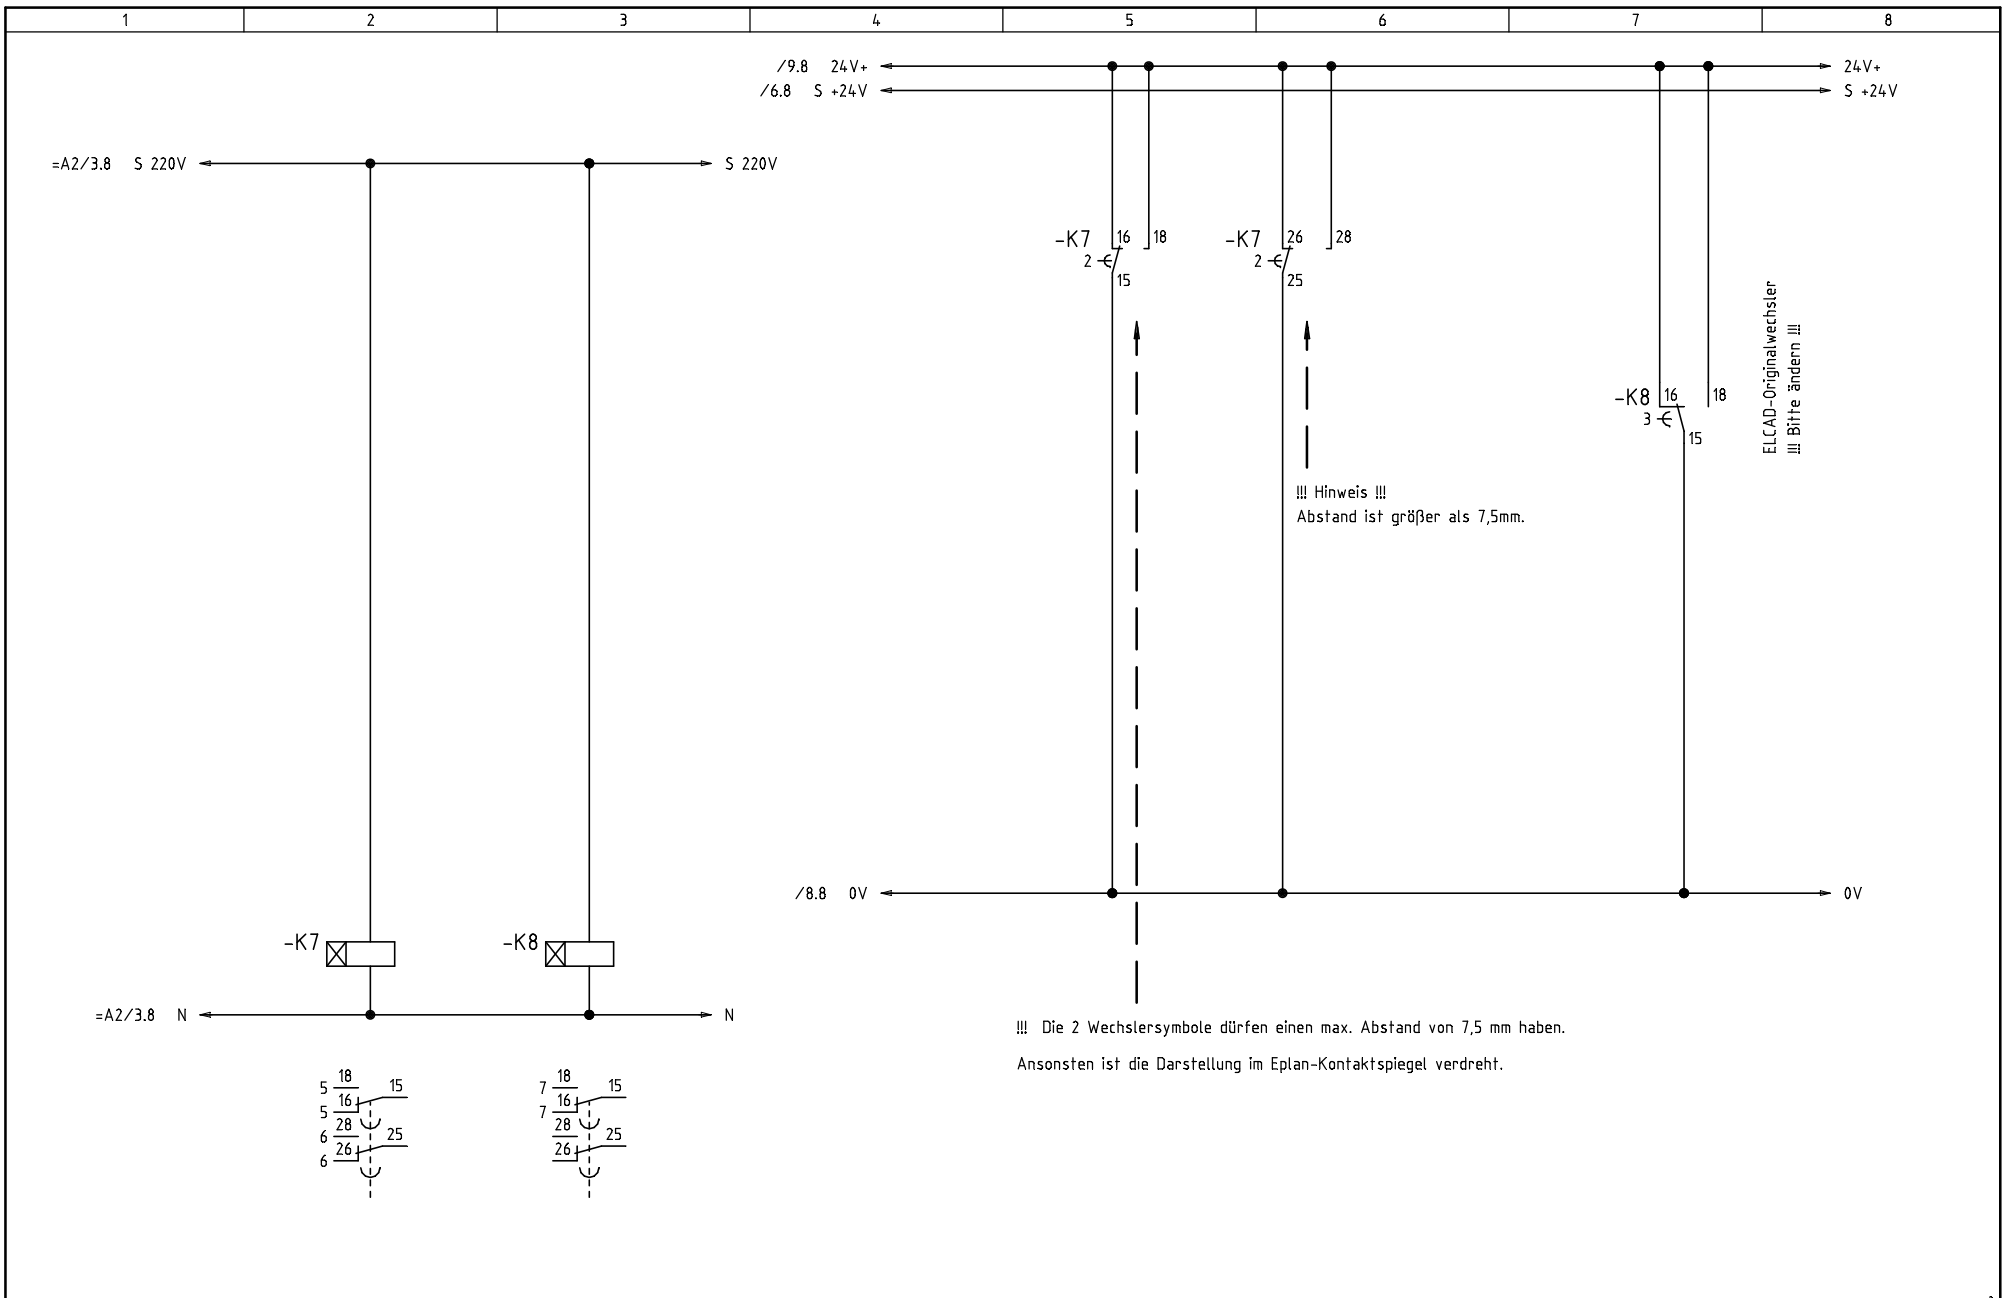 1 2 3 4 5 6 7 8
/9.8 24V+ 24V+
/6.8 S +24V S +24V
=A2/3.8 S 220V S 220V
-K7 16 18
2
15
-K7 26 28
2
25
-K8 16 18
3
15
ELCAD-Originalwechsler
!!! Bitte ändern !!!
!!! Hinweis !!!
Abstand ist größer als 7,5mm.
/8.8 0V 0V
-K7 -K8
=A2/3.8 N N
!!! Die 2 Wechslersymbole dürfen einen max. Abstand von 7,5 mm haben.
Ansonsten ist die Darstellung im Eplan-Kontaktspiegel verdreht.
5 18 15
5 16
6 28 25
6 26
7 18 15
7 16
28 25
26